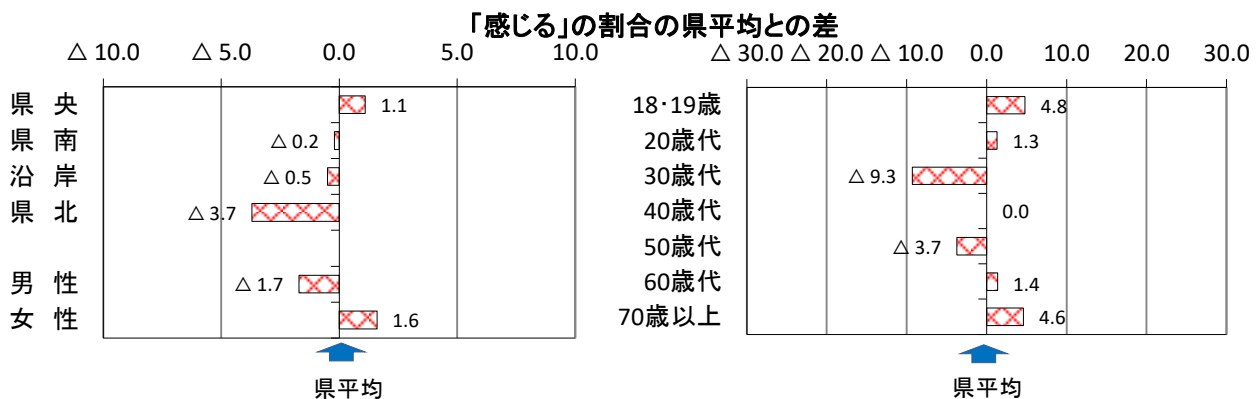 「感じる」の割合の県平均との差
△ 10.0 △ 5.0 0.0 5.0 10.0
県 央 1.1
県 南 △ 0.2
沿 岸 △ 0.5
県 北 △ 3.7
男 性 △ 1.7
女 性 1.6
県平均
△ 30.0 △ 20.0 △ 10.0 0.0 10.0 20.0 30.0
18･19歳 4.8
20歳代 1.3
30歳代 △ 9.3
40歳代 0.0
50歳代 △ 3.7
60歳代 1.4
70歳以上 4.6
県平均